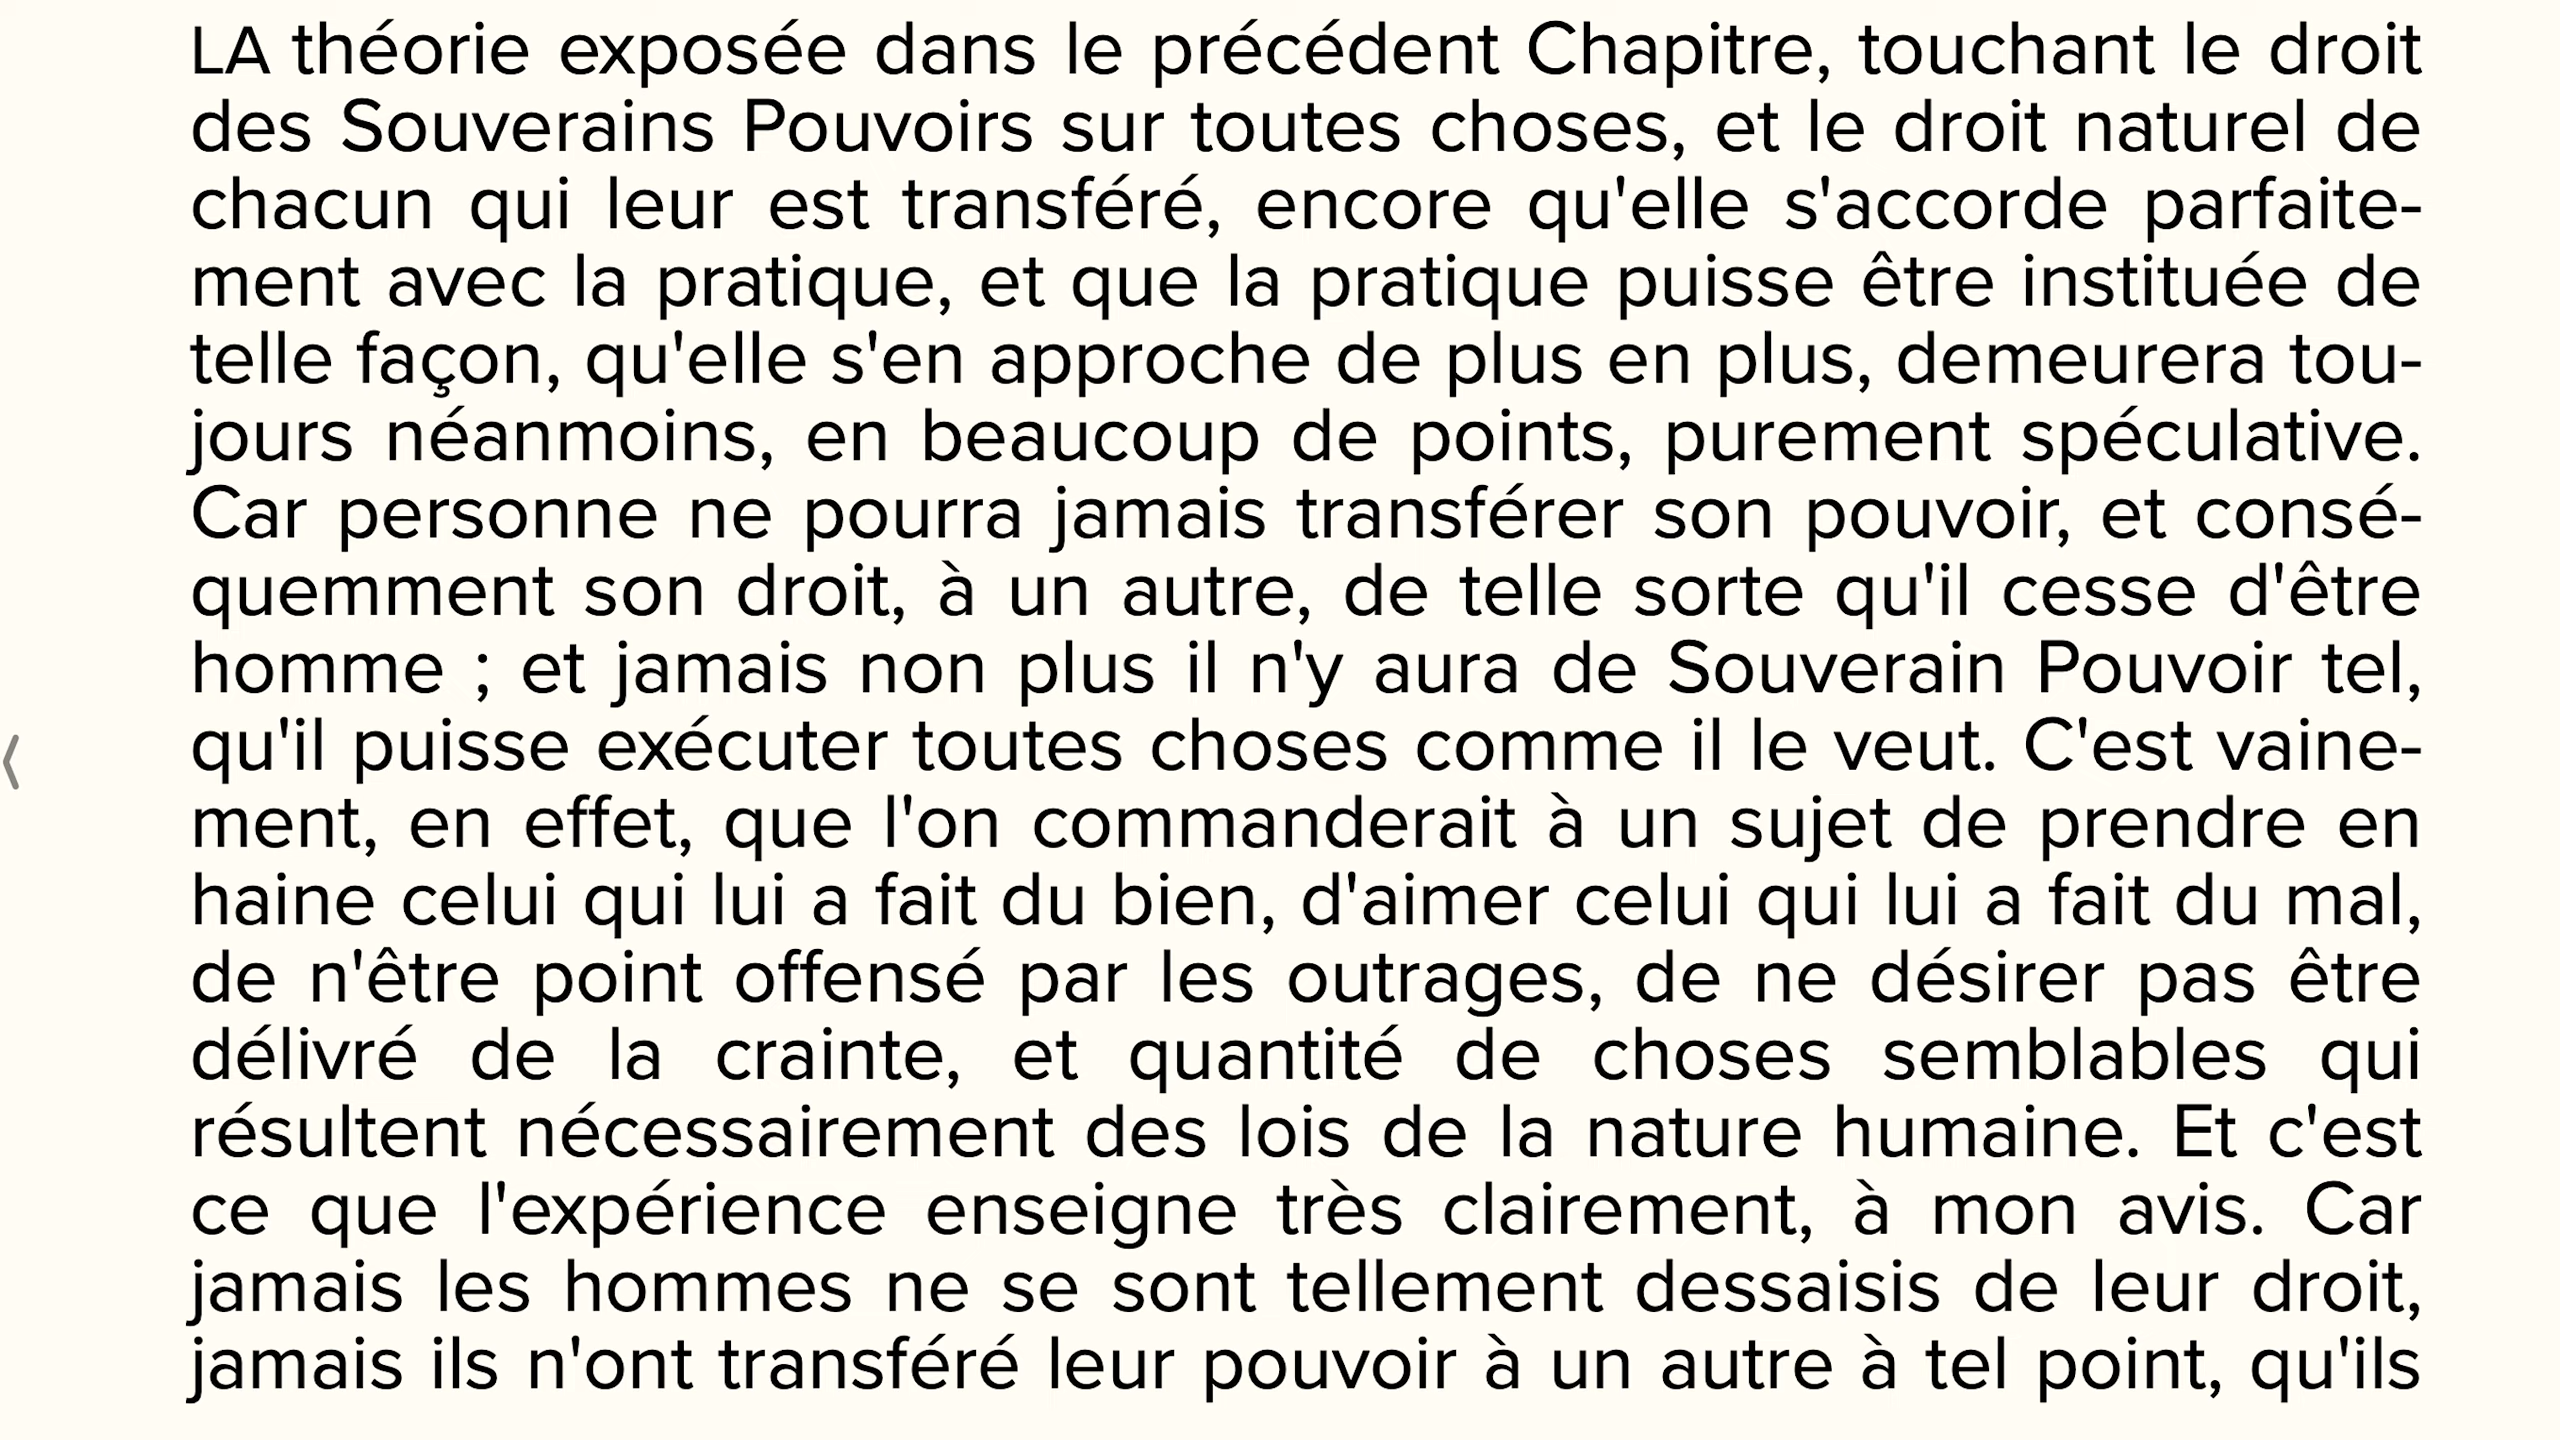 LA théorie exposée dans le précédent Chapitre, touchant le droit
des Souverains Pouvoirs sur toutes choses, et le droit naturel de
chacun qui leur est transféré, encore qu'elle s'accorde parfaite-
ment avec la pratique, et que la pratique puisse être instituée de
telle façon, qu'elle s'en approche de plus en plus, demeurera tou-
jours néanmoins, en beaucoup de points, purement spéculative.
Car personne ne pourra jamais transférer son pouvoir, et consé-
quemment son droit, à un autre, de telle sorte qu'il cesse d'être
homme ; et jamais non plus il n'y aura de Souverain Pouvoir tel,
qu'il puisse exécuter toutes choses comme il le veut. C'est vaine-
ment, en effet, que l'on commanderait à un sujet de prendre en
haine celui qui lui a fait du bien, d'aimer celui qui lui a fait du mal,
de n'être point offensé par les outrages, de ne désirer pas être
délivré de la crainte, et quantité de choses semblables qui
résultent nécessairement des lois de la nature humaine. Et c'est
ce que l'expérience enseigne très clairement, à mon avis. Car
jamais les hommes ne se sont tellement dessaisis de leur droit,
jamais ils n'ont transféré leur pouvoir à un autre à tel point, qu'ils